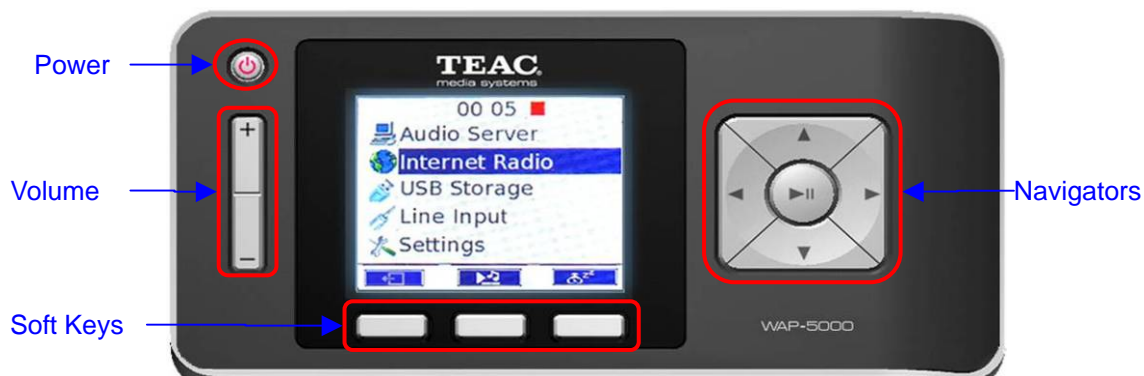 Power
TEAC
media systems
00 05
Audio Server
Internet Radio
Volume
USB Storage
Navigators
Line Input
Settings
Soft Keys
WAP-5000